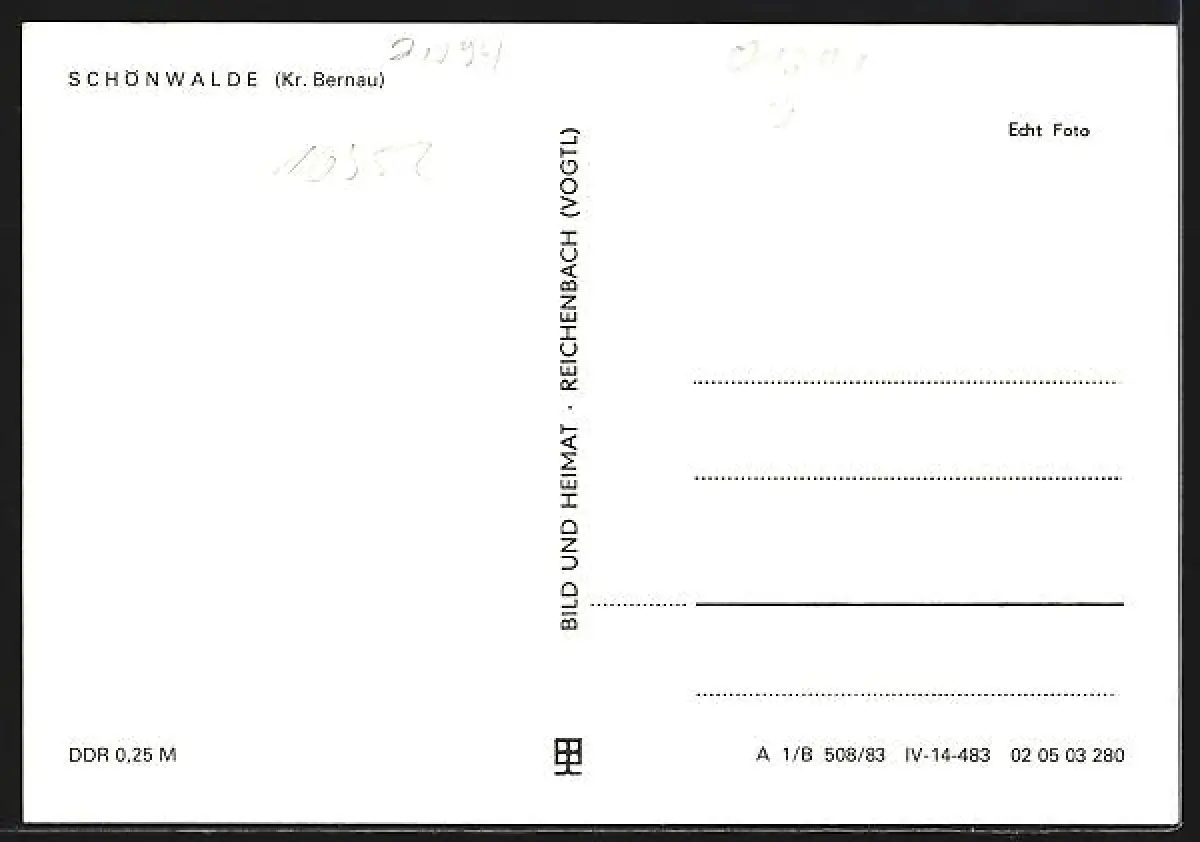 SCHÖNWALDE (Kr. Bernau)
Echt Foto
BILD UND HEIMAT · REICHENBACH (VOGTL)
DDR 0,25 M
A 1/B 508/83 IV-14-483 02 05 03 280